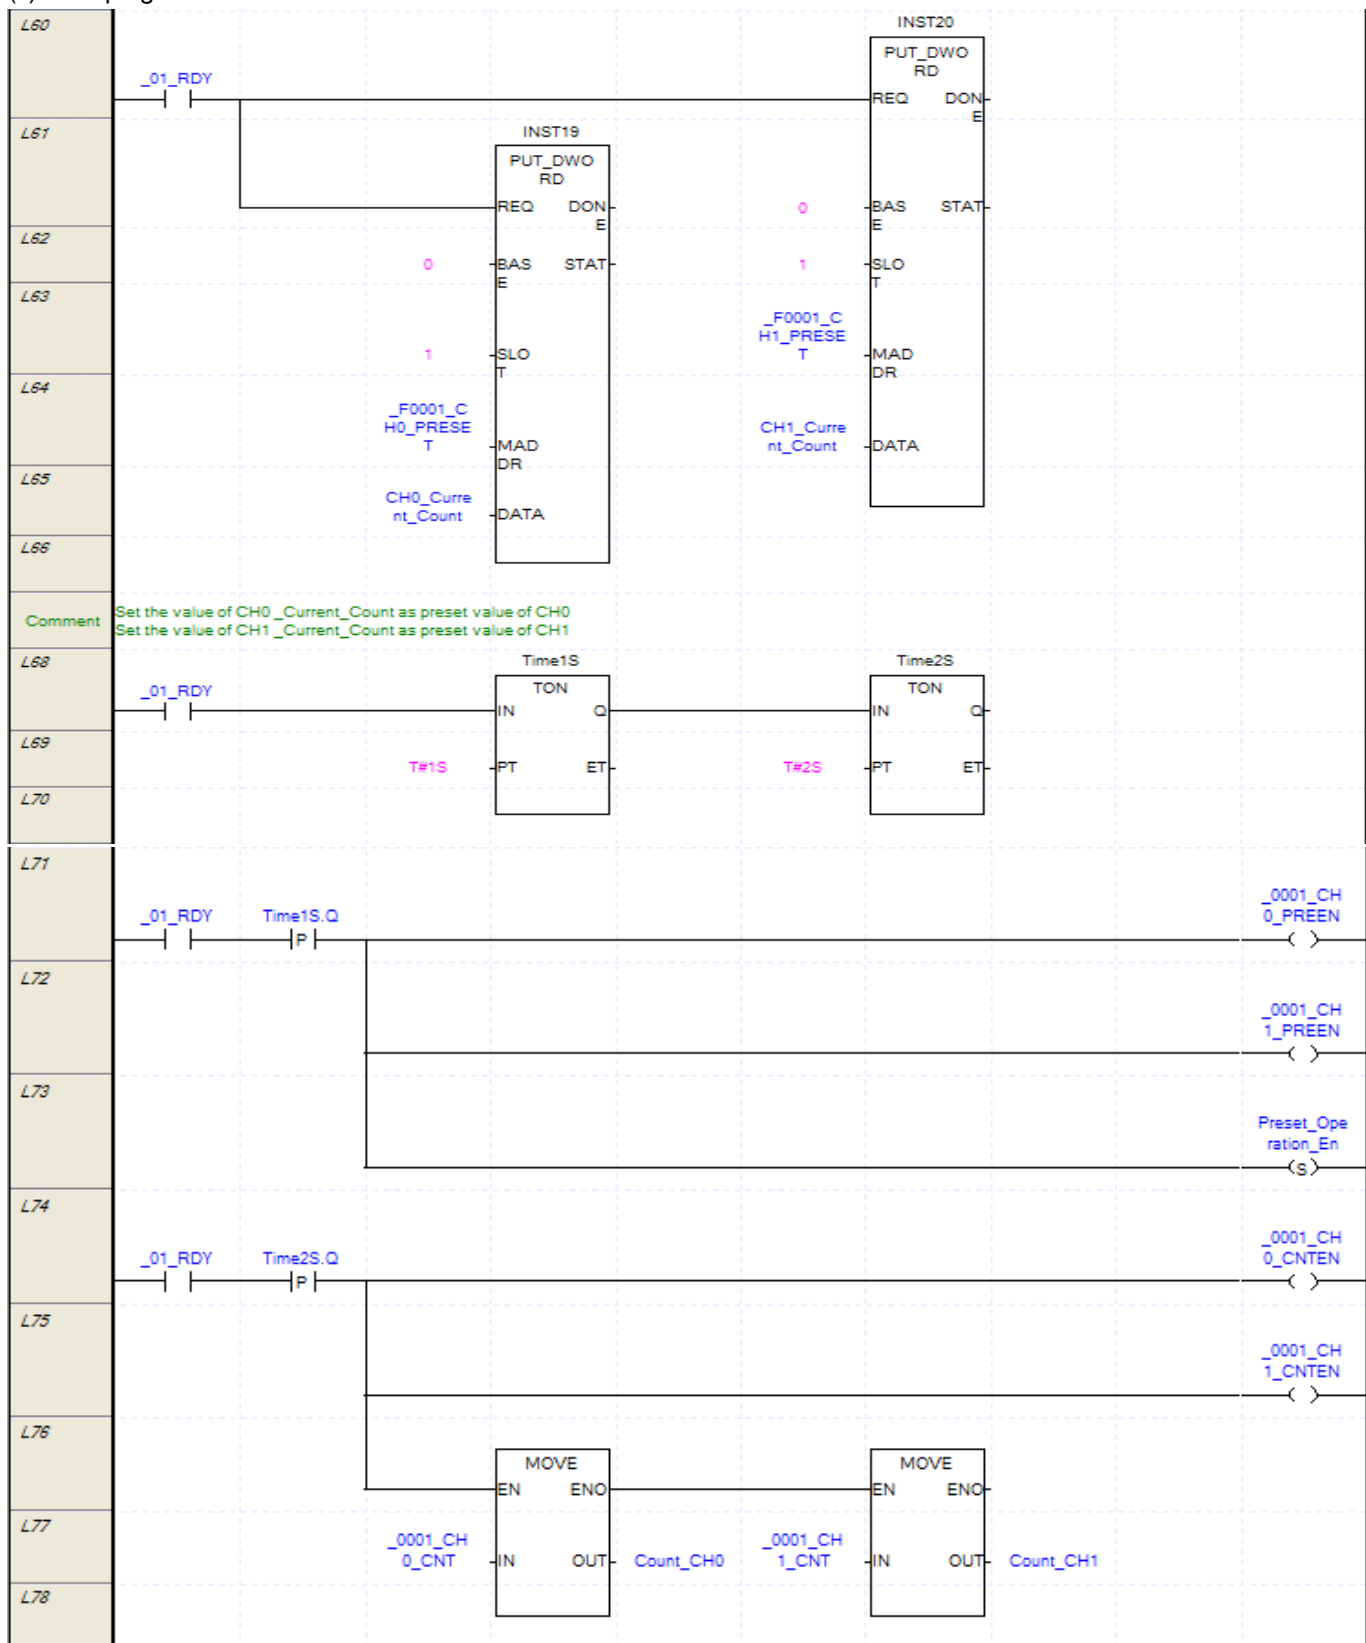 L60
INST20
PUT_DWO
RD
_01_RDY
REQ DON
E
L61
INST19
PUT_DWO
RD
REQ DON
E
0
BAS STAT
E
L62
0
BAS STAT
E
1
SLO
T
L63
_F0001_C
H1_PRESE
T
MAD
DR
1
SLO
T
L64
_F0001_C
H0_PRESE
T
MAD
DR
CH1_Curre
nt_Count
DATA
L65
CH0_Curre
nt_Count
DATA
L66
Comment
Set the value of CH0 _Current_Count as preset value of CH0
Set the value of CH1 _Current_Count as preset value of CH1
L68
Time1S
Time2S
TON
TON
_01_RDY
IN Q
IN Q
L69
T#1S
PT ET
T#2S
PT ET
L70
L71
_0001_CH
0_PREEN
_01_RDY
Time1S.Q
P
L72
_0001_CH
1_PREEN
L73
Preset_Ope
ration_En
S
L74
_0001_CH
0_CNTEN
_01_RDY
Time2S.Q
P
L75
_0001_CH
1_CNTEN
L76
MOVE
MOVE
EN ENO
EN ENO
L77
_0001_CH
0_CNT
IN OUT
Count_CH0
_0001_CH
1_CNT
IN OUT
Count_CH1
L78